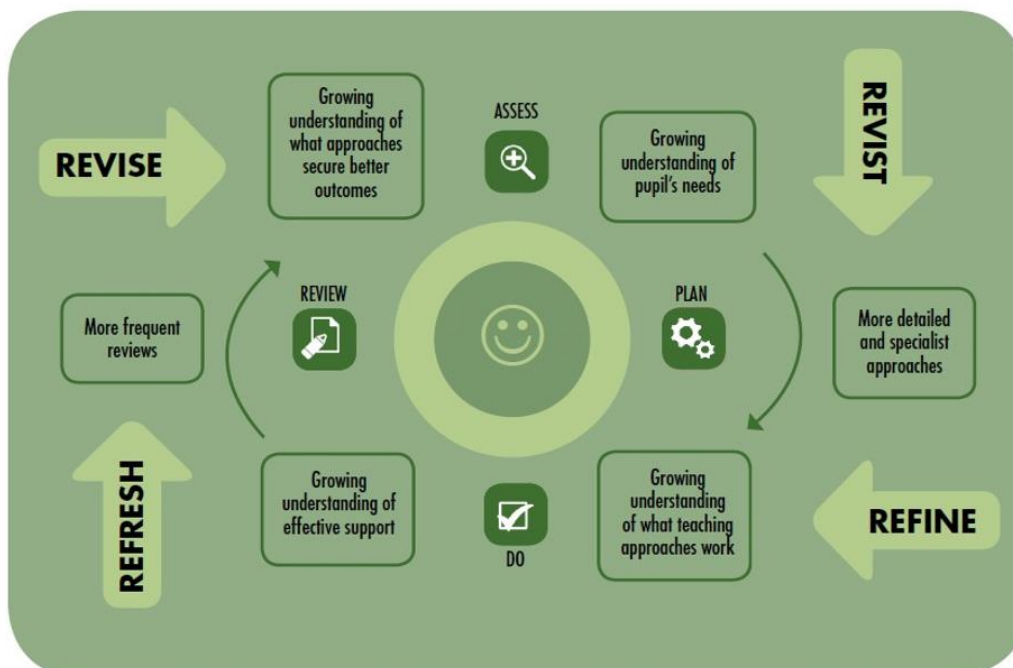 Growing
understanding of
what approaches
secure better
outcomes
ASSESS
Growing
understanding of
pupil's needs
REVIST
REVISE
More frequent
reviews
REVIEW
PLAN
More detailed
and specialist
approaches
REFRESH
Growing
understanding of
effective support
DO
Growing
understanding
of what teaching
approaches work
REFINE